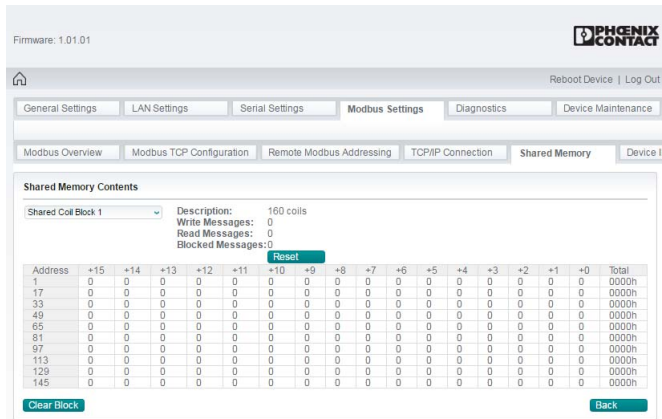 Firmware: 1.01.01
PHŒNIX
CONTACT
Reboot Device | Log Out
General Settings LAN Settings Serial Settings Modbus Settings Diagnostics Device Maintenance
Modbus Overview Modbus TCP Configuration Remote Modbus Addressing TCP/IP Connection Shared Memory Device
Shared Memory Contents
Shared Coil Block 1 Description: 160 coils
Write Messages: 0
Read Messages: 0
Blocked Messages: 0
Reset
Address +15 +14 +13 +12 +11 +10 +9 +8 +7 +6 +5 +4 +3 +2 +1 +0 Total
1 0 0 0 0 0 0 0 0 0 0 0 0 0 0 0 0 0000h
17 0 0 0 0 0 0 0 0 0 0 0 0 0 0 0 0 0000h
33 0 0 0 0 0 0 0 0 0 0 0 0 0 0 0 0 0000h
49 0 0 0 0 0 0 0 0 0 0 0 0 0 0 0 0 0000h
65 0 0 0 0 0 0 0 0 0 0 0 0 0 0 0 0 0000h
81 0 0 0 0 0 0 0 0 0 0 0 0 0 0 0 0 0000h
97 0 0 0 0 0 0 0 0 0 0 0 0 0 0 0 0 0000h
113 0 0 0 0 0 0 0 0 0 0 0 0 0 0 0 0 0000h
129 0 0 0 0 0 0 0 0 0 0 0 0 0 0 0 0 0000h
145 0 0 0 0 0 0 0 0 0 0 0 0 0 0 0 0 0000h
Clear Block Back